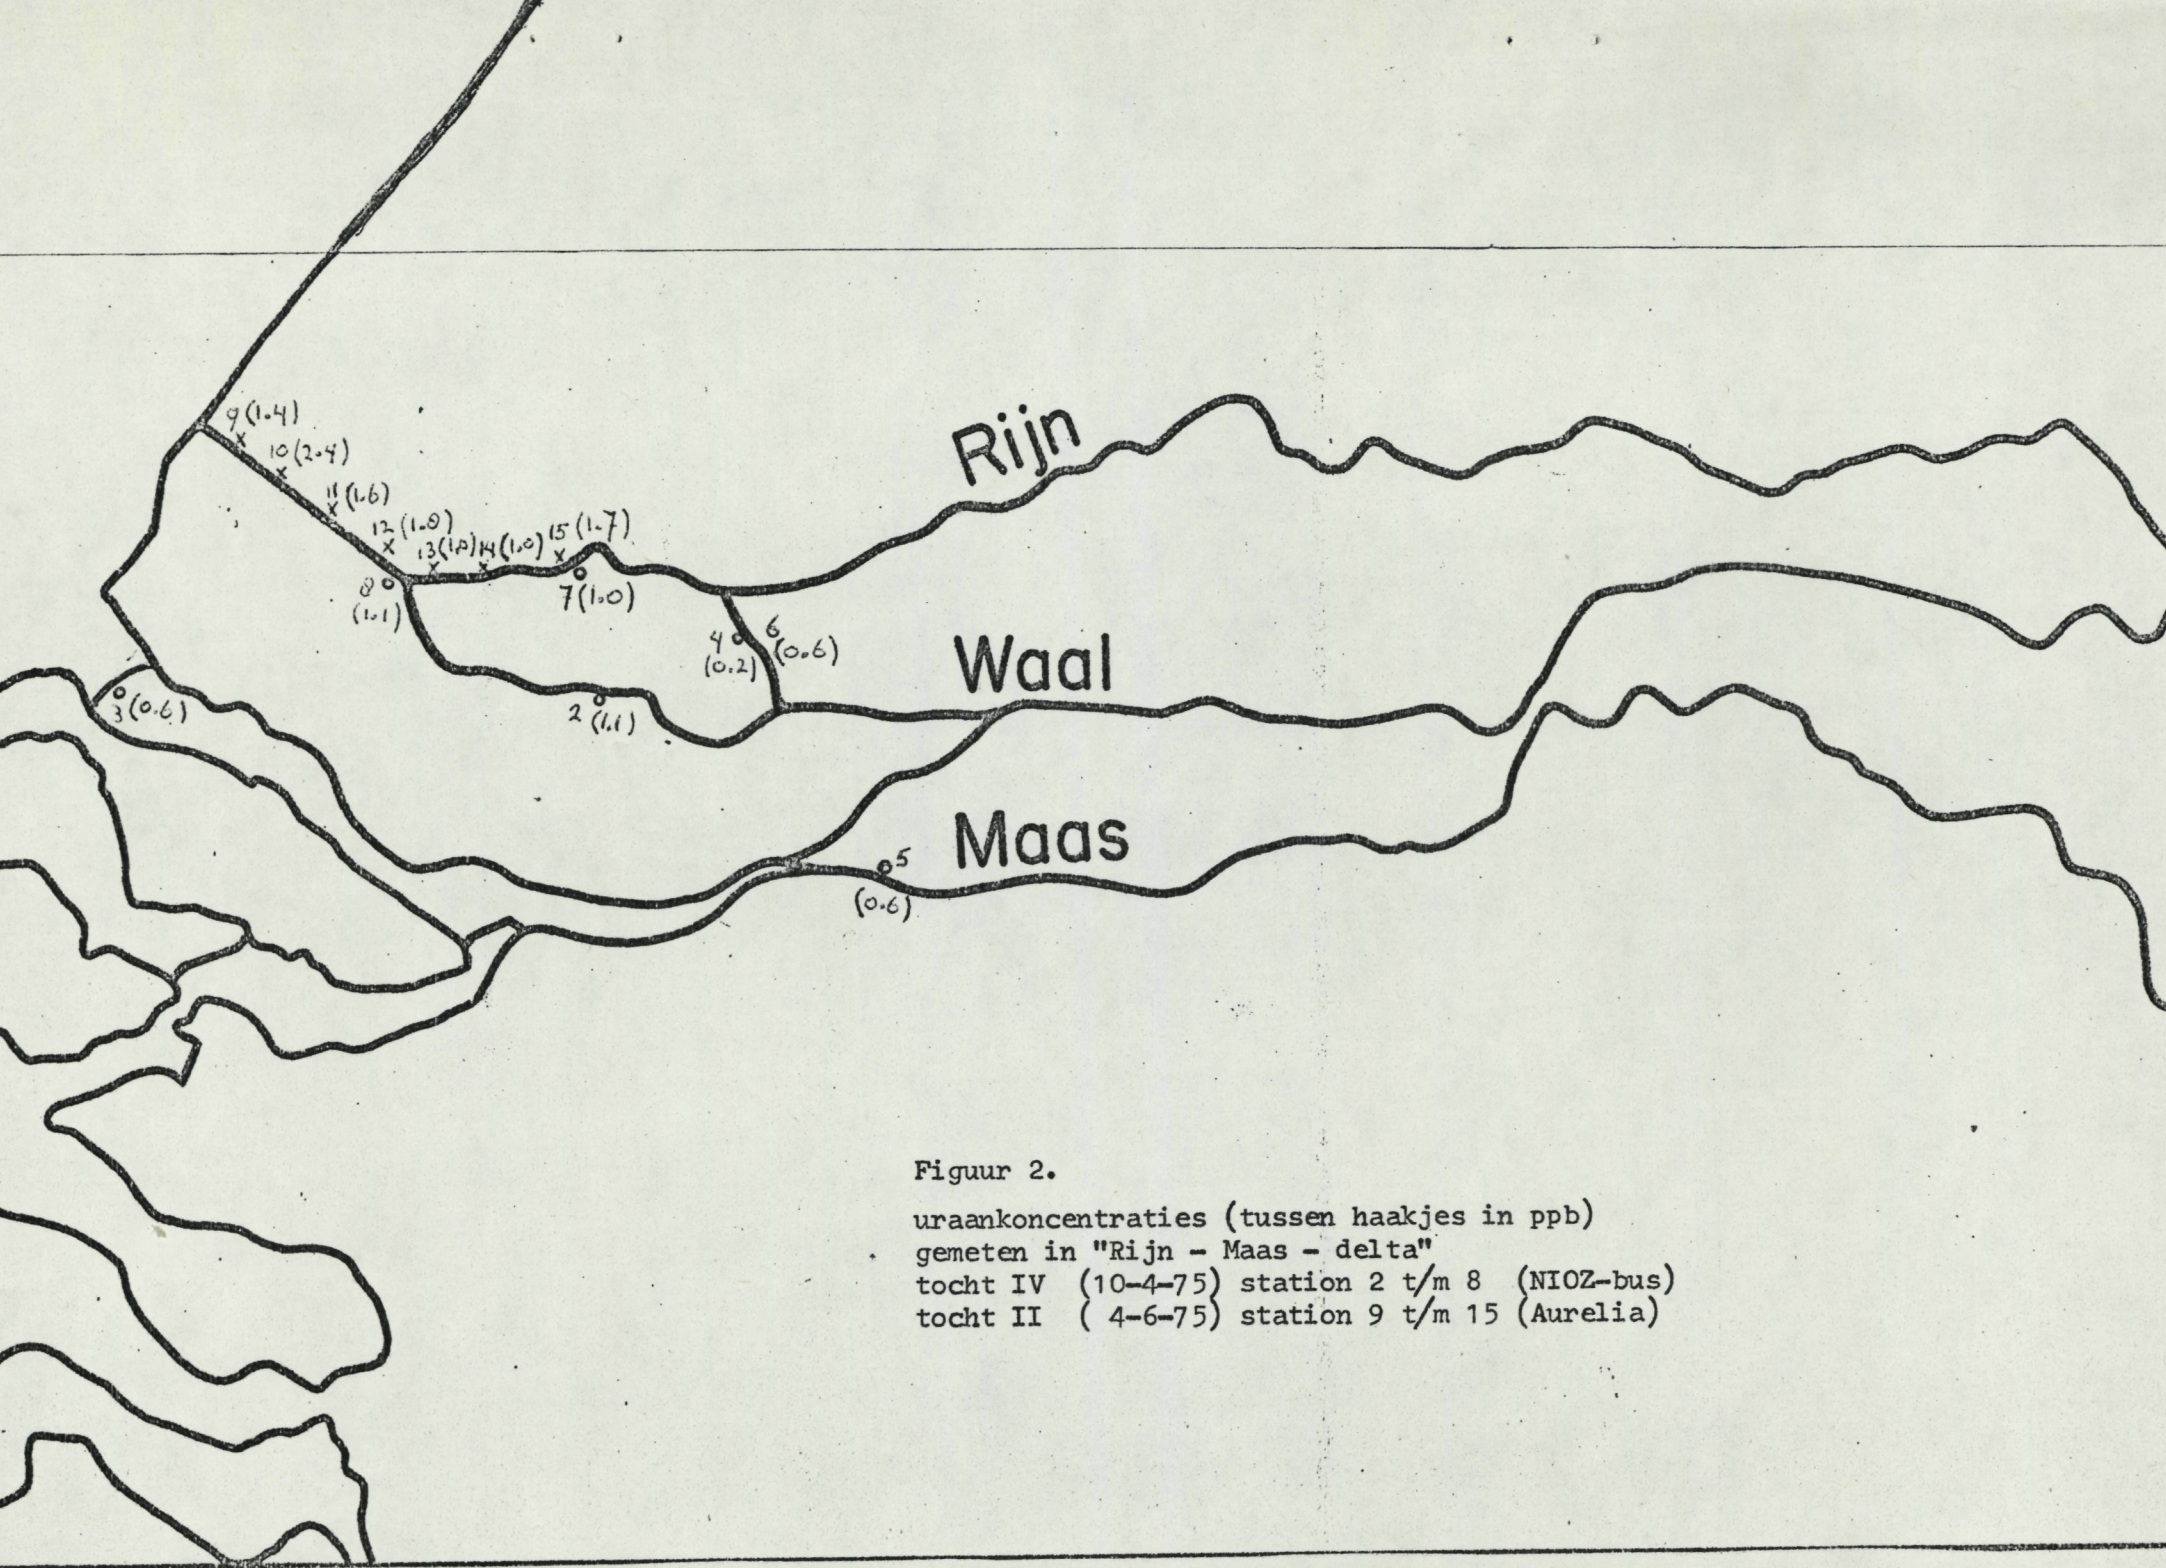 9(1.4)
10(2.4)
11(1.6)
12(1.0)
13(1.0) 14(1.0) 15(1.7)
8
(1.1)
7(1.0)
4
(0.2)
6
(0.6)
2 (1.1)
3(0.6)
5
(0.6)
Rijn
Waal
Maas
Figuur 2.
uraankoncentraties (tussen haakjes in ppb)
gemeten in "Rijn - Maas - delta"
tocht IV (10-4-75) station 2 t/m 8 (NIOZ-bus)
tocht II ( 4-6-75) station 9 t/m 15 (Aurelia)